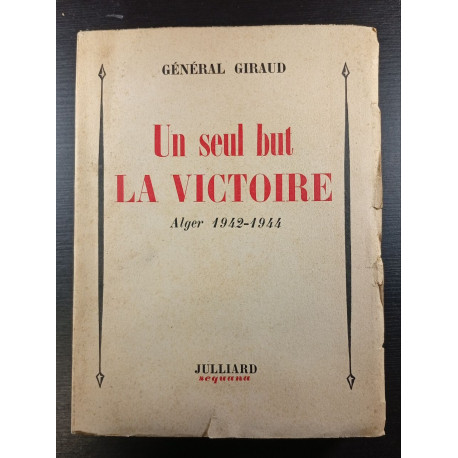 GÉNÉRAL GIRAUD
Un seul but
LA VICTOIRE
Alger 1942-1944
JULLIARD
sequana